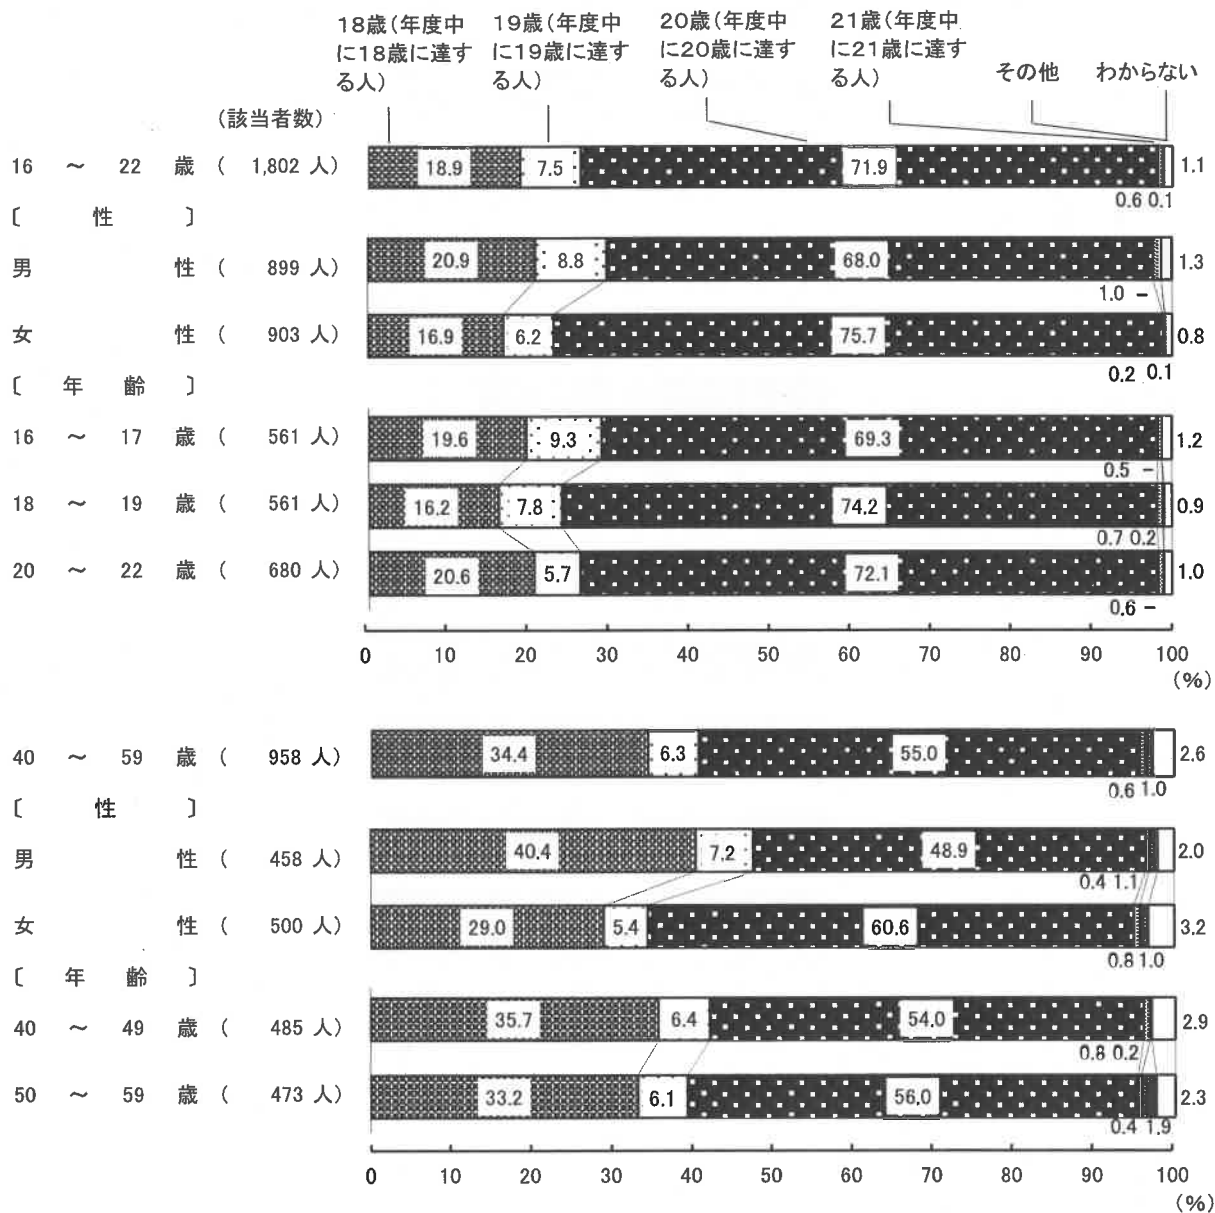 18歳(年度中に18歳に達する人)
19歳(年度中に19歳に達する人)
20歳(年度中に20歳に達する人)
21歳(年度中に21歳に達する人)
その他
わからない
(該当者数)
16 ～ 22 歳 ( 1,802 人) 18.9 7.5 71.9 1.1
0.6 0.1
〔 性 〕
男 性 ( 899 人) 20.9 8.8 68.0 1.3
1.0 −
女 性 ( 903 人) 16.9 6.2 75.7 0.8
0.2 0.1
〔 年 齢 〕
16 ～ 17 歳 ( 561 人) 19.6 9.3 69.3 1.2
0.5 −
18 ～ 19 歳 ( 561 人) 16.2 7.8 74.2 0.9
0.7 0.2
20 ～ 22 歳 ( 680 人) 20.6 5.7 72.1 1.0
0.6 −
0 10 20 30 40 50 60 70 80 90 100
(%)
40 ～ 59 歳 ( 958 人) 34.4 6.3 55.0 2.6
0.6 1.0
〔 性 〕
男 性 ( 458 人) 40.4 7.2 48.9 2.0
0.4 1.1
女 性 ( 500 人) 29.0 5.4 60.6 3.2
0.8 1.0
〔 年 齢 〕
40 ～ 49 歳 ( 485 人) 35.7 6.4 54.0 2.9
0.8 0.2
50 ～ 59 歳 ( 473 人) 33.2 6.1 56.0 2.3
0.4 1.9
0 10 20 30 40 50 60 70 80 90 100
(%)